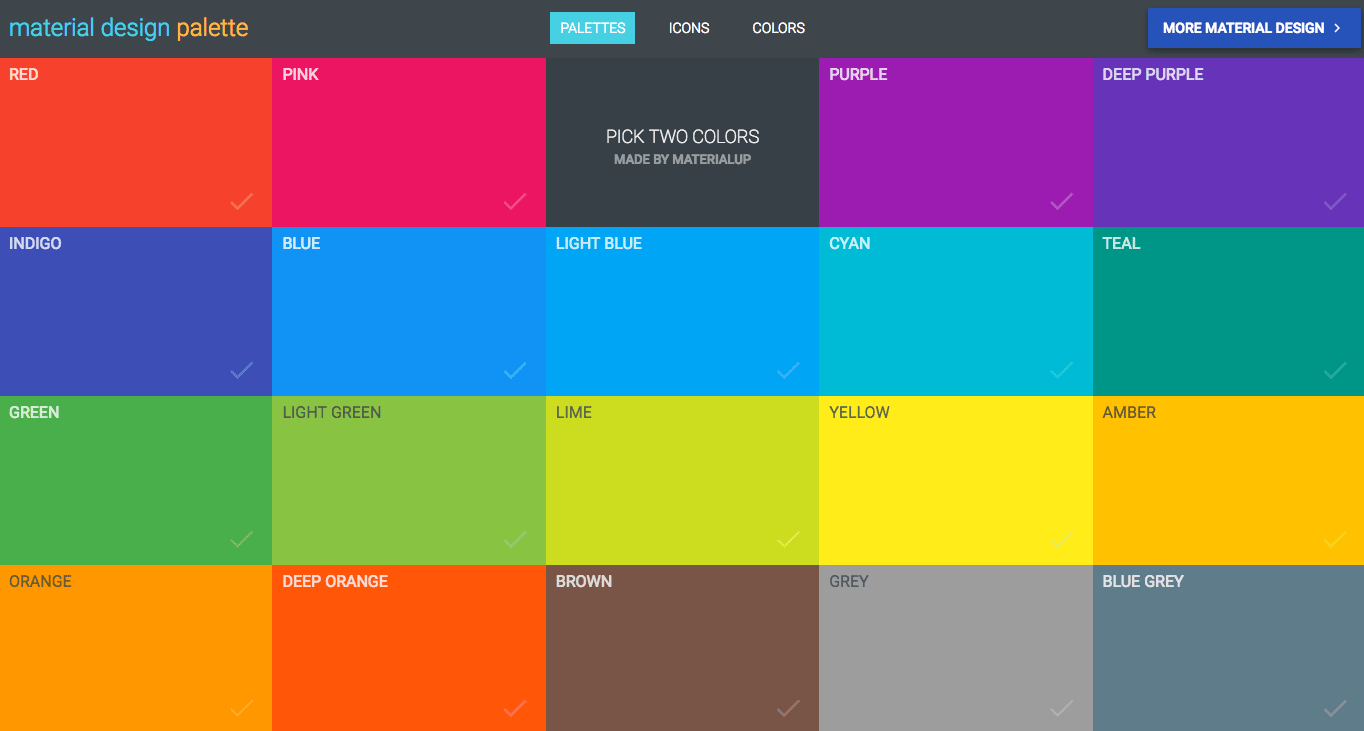 material design palette
PALETTES
ICONS
COLORS
MORE MATERIAL DESIGN
RED
PINK
PICK TWO COLORS
MADE BY MATERIALUP
PURPLE
DEEP PURPLE
INDIGO
BLUE
LIGHT BLUE
CYAN
TEAL
GREEN
LIGHT GREEN
LIME
YELLOW
AMBER
ORANGE
DEEP ORANGE
BROWN
GREY
BLUE GREY